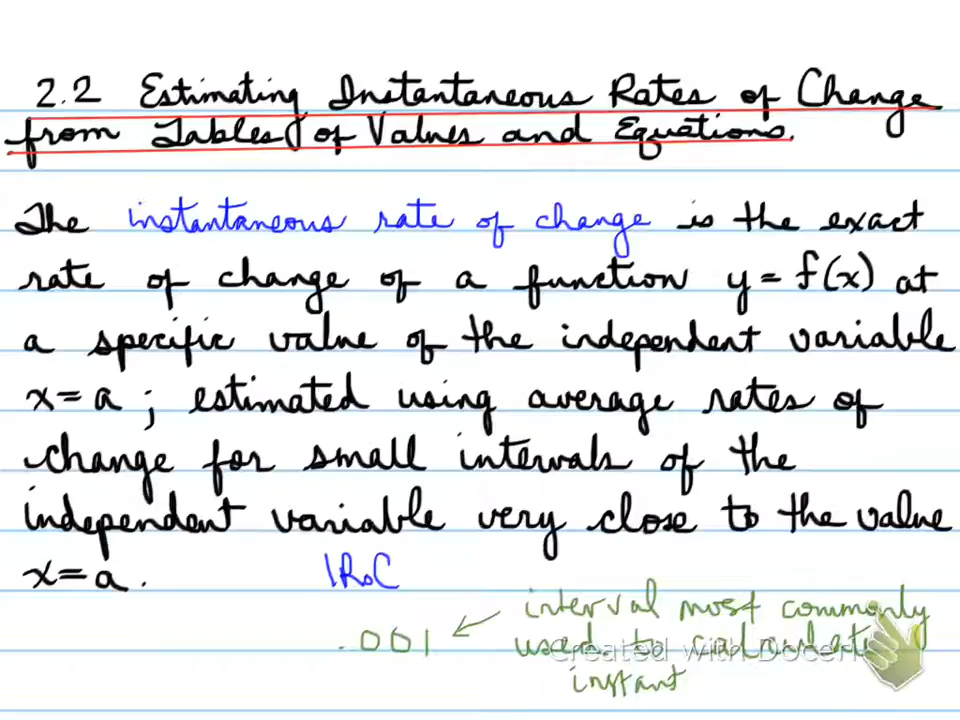 2.2 Estimating Instantaneous Rates of Change
from Tables of Values and Equations.
The instantaneous rate of change is the exact
rate of change of a function y = f(x) at
a specific value of the independent variable
x = a ; estimated using average rates of
change for small intervals of the
independent variable very close to the value
x = a .
IRoC
interval most commonly
.001
used to calculate
Created with Doceri
instant